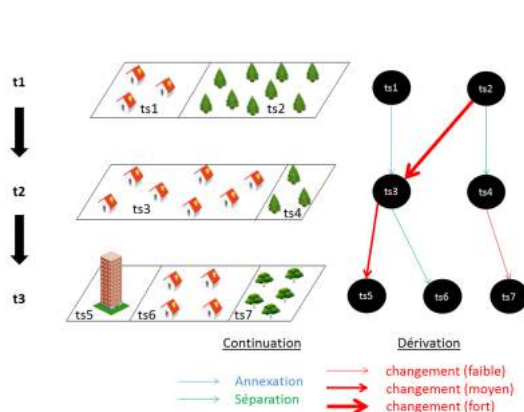 t1
ts1
ts2
ts1
ts2
t2
ts3
ts4
ts3
ts4
t3
ts5
ts6
ts7
ts5
ts6
ts7
Continuation
Dérivation
Annexation
Séparation
changement (faible)
changement (moyen)
changement (fort)